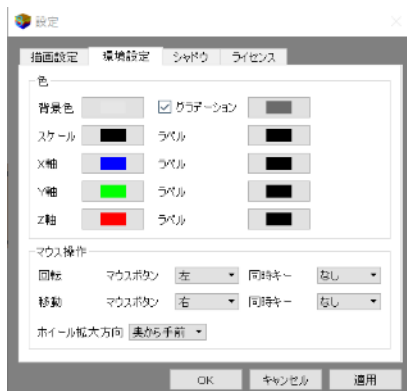 設定
描画設定 環境設定 シャドウ ライセンス
色
背景色 グラデーション
スケール ラベル
X軸 ラベル
Y軸 ラベル
Z軸 ラベル
マウス操作
回転 マウスボタン 左 同時キー なし
移動 マウスボタン 右 同時キー なし
ホイール拡大方向 奥から手前
OK キャンセル 適用